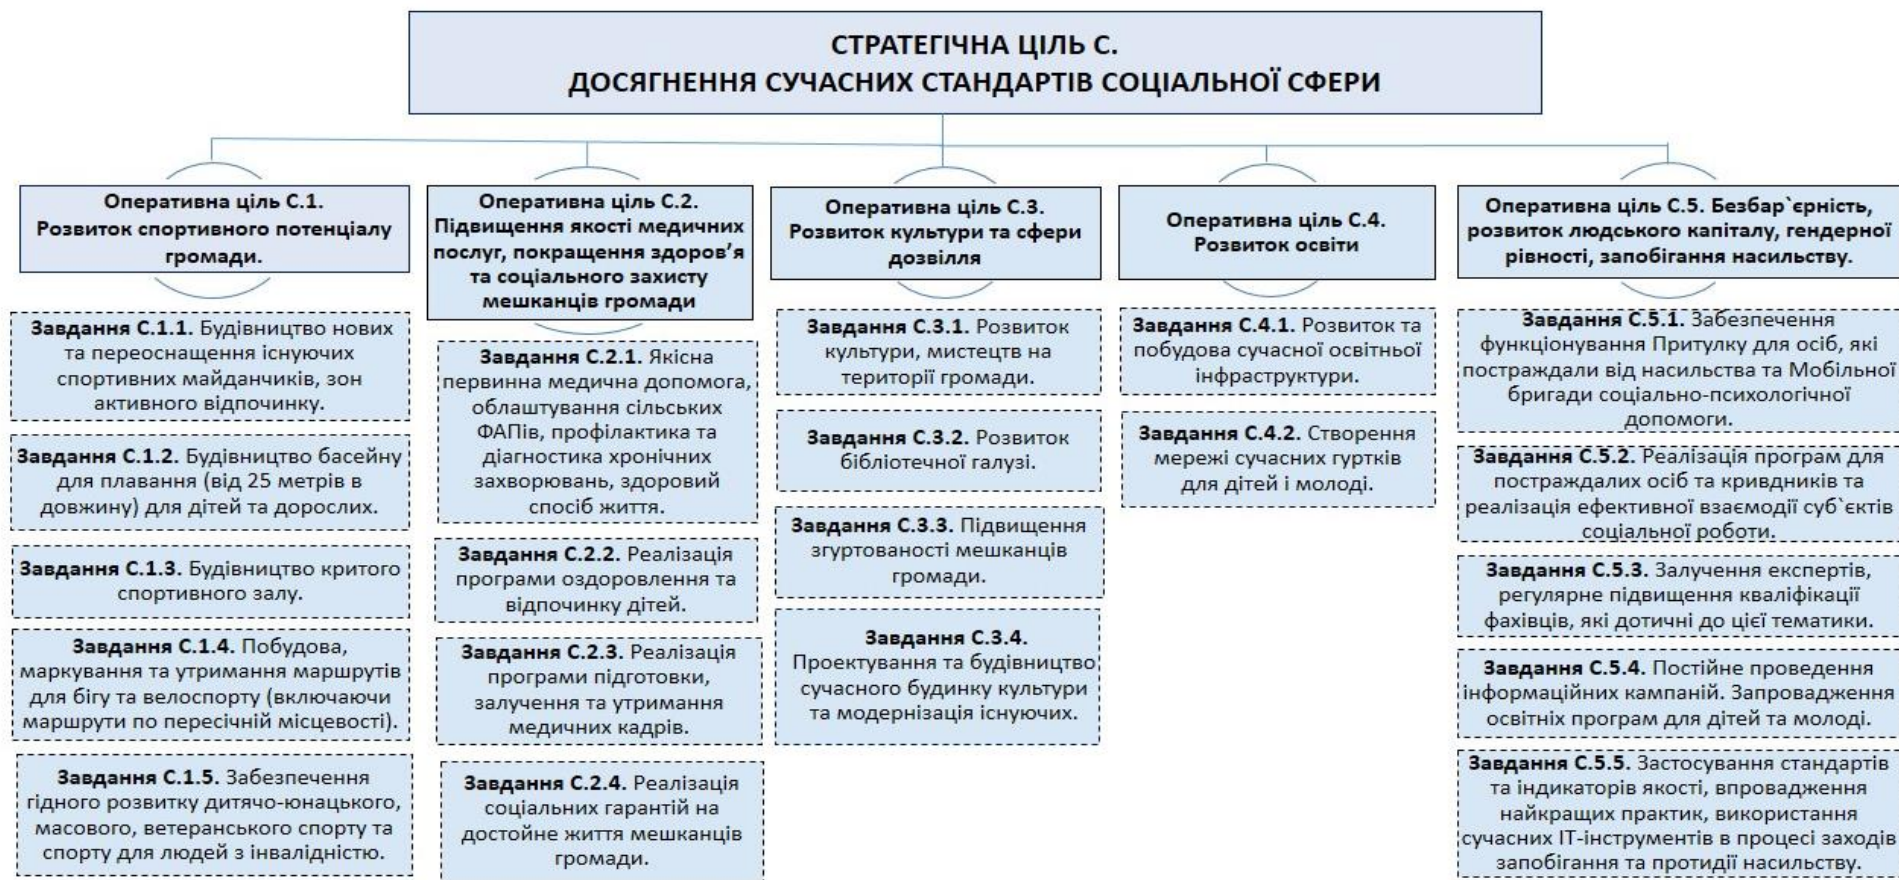 СТРАТЕГІЧНА ЦІЛЬ С.
ДОСЯГНЕННЯ СУЧАСНИХ СТАНДАРТІВ СОЦІАЛЬНОЇ СФЕРИ
Оперативна ціль С.1.
Розвиток спортивного потенціалу
громади.
Завдання С.1.1. Будівництво нових
та переоснащення існуючих
спортивних майданчиків, зон
активного відпочинку.
Завдання С.1.2. Будівництво басейну
для плавання (від 25 метрів в
довжину) для дітей та дорослих.
Завдання С.1.3. Будівництво критого
спортивного залу.
Завдання С.1.4. Побудова,
маркування та утримання маршрутів
для бігу та велоспорту (включаючи
маршрути по пересічній місцевості).
Завдання С.1.5. Забезпечення
гідного розвитку дитячо-юнацького,
масового, ветеранського спорту та
спорту для людей з інвалідністю.
Оперативна ціль С.2.
Підвищення якості медичних
послуг, покращення здоров’я
та соціального захисту
мешканців громади
Завдання С.2.1. Якісна
первинна медична допомога,
облаштування сільських
ФАПів, профілактика та
діагностика хронічних
захворювань, здоровий
спосіб життя.
Завдання С.2.2. Реалізація
програми оздоровлення та
відпочинку дітей.
Завдання С.2.3. Реалізація
програми підготовки,
залучення та утримання
медичних кадрів.
Завдання С.2.4. Реалізація
соціальних гарантій на
достойне життя мешканців
громади.
Оперативна ціль С.3.
Розвиток культури та сфери
дозвілля
Завдання С.3.1. Розвиток
культури, мистецтв на
території громади.
Завдання С.3.2. Розвиток
бібліотечної галузі.
Завдання С.3.3. Підвищення
згуртованості мешканців
громади.
Завдання С.3.4.
Проектування та будівництво
сучасного будинку культури
та модернізація існуючих.
Оперативна ціль С.4.
Розвиток освіти
Завдання С.4.1. Розвиток та
побудова сучасної освітньої
інфраструктури.
Завдання С.4.2. Створення
мережі сучасних гуртків
для дітей і молоді.
Оперативна ціль С.5. Безбар`єрність,
розвиток людського капіталу, гендерної
рівності, запобігання насильству.
Завдання С.5.1. Забезпечення
функціонування Притулку для осіб, які
постраждали від насильства та Мобільної
бригади соціально-психологічної
допомоги.
Завдання С.5.2. Реалізація програм для
постраждалих осіб та кривдників та
реалізація ефективної взаємодії суб`єктів
соціальної роботи.
Завдання С.5.3. Залучення експертів,
регулярне підвищення кваліфікації
фахівців, які дотичні до цієї тематики.
Завдання С.5.4. Постійне проведення
інформаційних кампаній. Запровадження
освітніх програм для дітей та молоді.
Завдання С.5.5. Застосування стандартів
та індикаторів якості, впровадження
найкращих практик, використання
сучасних ІТ-інструментів в процесі заходів
запобігання та протидії насильству.